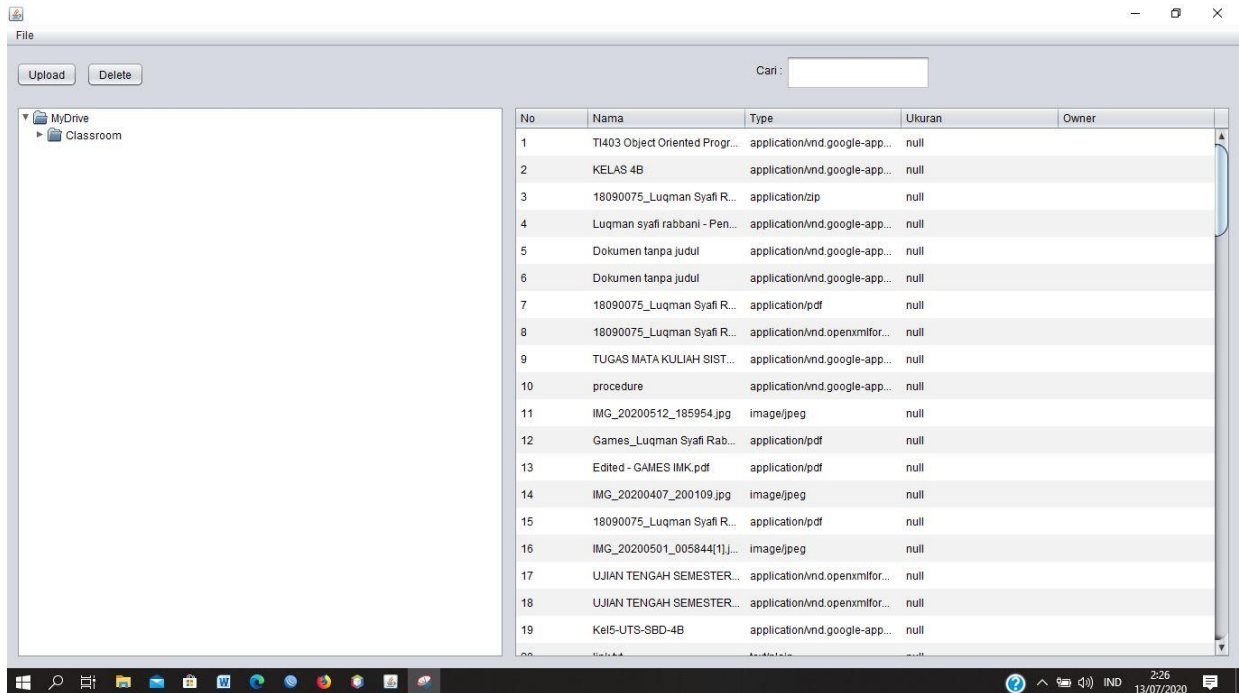 File
Upload Delete Cari :
MyDrive
Classroom
No Nama Type Ukuran Owner
1 TI403 Object Oriented Progr... application/vnd.google-app... null
2 KELAS 4B application/vnd.google-app... null
3 18090075_Luqman Syafi R... application/zip null
4 Luqman syafi rabbani - Pen... application/vnd.google-app... null
5 Dokumen tanpa judul application/vnd.google-app... null
6 Dokumen tanpa judul application/vnd.google-app... null
7 18090075_Luqman Syafi R... application/pdf null
8 18090075_Luqman Syafi R... application/vnd.openxmlfor... null
9 TUGAS MATA KULIAH SIST... application/vnd.google-app... null
10 procedure application/vnd.google-app... null
11 IMG_20200512_185954.jpg image/jpeg null
12 Games_Luqman Syafi Rab... application/pdf null
13 Edited - GAMES IMK.pdf application/pdf null
14 IMG_20200407_200109.jpg image/jpeg null
15 18090075_Luqman Syafi R... application/pdf null
16 IMG_20200501_005844[1].j... image/jpeg null
17 UJIAN TENGAH SEMESTER... application/vnd.openxmlfor... null
18 UJIAN TENGAH SEMESTER... application/vnd.openxmlfor... null
19 Kel5-UTS-SBD-4B application/vnd.google-app... null
IND 2:26
13/07/2020